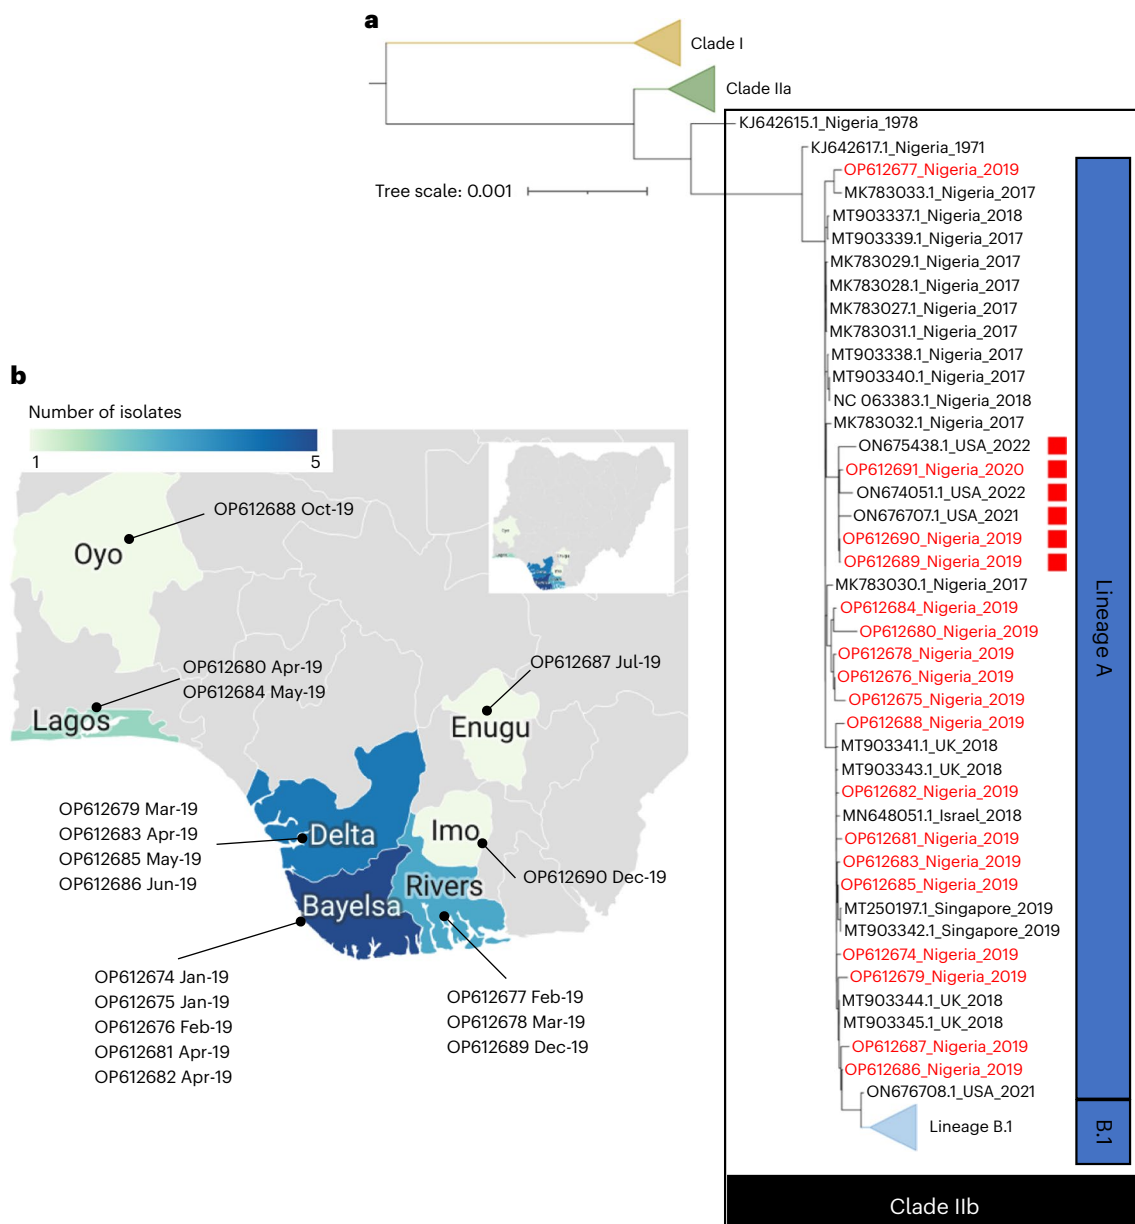 a
Clade I
Clade IIa
KJ642615.1_Nigeria_1978
KJ642617.1_Nigeria_1971
Tree scale: 0.001
OP612677_Nigeria_2019
MK783033.1_Nigeria_2017
MT903337.1_Nigeria_2018
MT903339.1_Nigeria_2017
MK783029.1_Nigeria_2017
MK783028.1_Nigeria_2017
MK783027.1_Nigeria_2017
MK783031.1_Nigeria_2017
MT903338.1_Nigeria_2017
MT903340.1_Nigeria_2017
NC 063383.1_Nigeria_2018
MK783032.1_Nigeria_2017
ON675438.1_USA_2022
OP612691_Nigeria_2020
ON674051.1_USA_2022
ON676707.1_USA_2021
OP612690_Nigeria_2019
OP612689_Nigeria_2019
MK783030.1_Nigeria_2017
OP612684_Nigeria_2019
OP612680_Nigeria_2019
OP612678_Nigeria_2019
OP612676_Nigeria_2019
OP612675_Nigeria_2019
OP612688_Nigeria_2019
MT903341.1_UK_2018
MT903343.1_UK_2018
OP612682_Nigeria_2019
MN648051.1_Israel_2018
OP612681_Nigeria_2019
OP612683_Nigeria_2019
OP612685_Nigeria_2019
MT250197.1_Singapore_2019
MT903342.1_Singapore_2019
OP612674_Nigeria_2019
OP612679_Nigeria_2019
MT903344.1_UK_2018
MT903345.1_UK_2018
OP612687_Nigeria_2019
OP612686_Nigeria_2019
ON676708.1_USA_2021
Lineage B.1
Lineage A
B.1
Clade IIb
b
Number of isolates
1 5
OP612688 Oct-19
Oyo
OP612680 Apr-19
OP612684 May-19
Lagos
OP612687 Jul-19
Enugu
OP612679 Mar-19
OP612683 Apr-19
OP612685 May-19
OP612686 Jun-19
Delta
Imo
OP612690 Dec-19
Rivers
Bayelsa
OP612674 Jan-19
OP612675 Jan-19
OP612676 Feb-19
OP612681 Apr-19
OP612682 Apr-19
OP612677 Feb-19
OP612678 Mar-19
OP612689 Dec-19